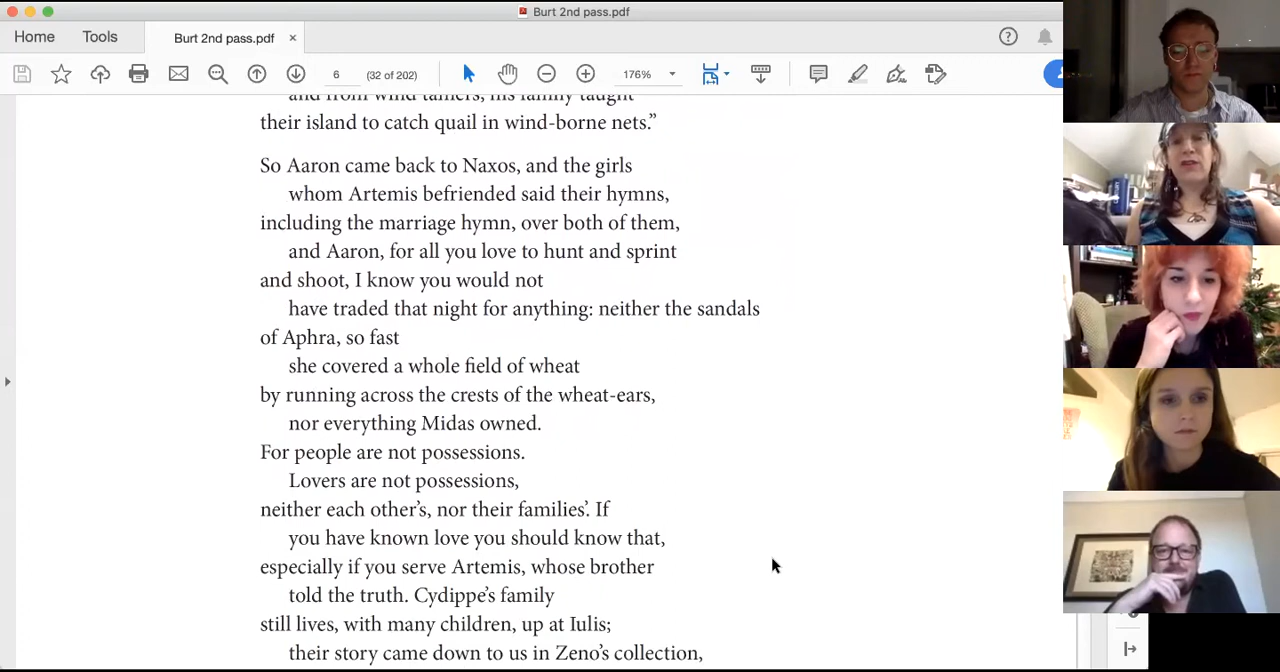 Burt 2nd pass.pdf
Home Tools Burt 2nd pass.pdf ×
6 (32 of 202) 176%
and from wind tamers, his family taught
their island to catch quail in wind-borne nets.”
So Aaron came back to Naxos, and the girls
whom Artemis befriended said their hymns,
including the marriage hymn, over both of them,
and Aaron, for all you love to hunt and sprint
and shoot, I know you would not
have traded that night for anything: neither the sandals
of Aphra, so fast
she covered a whole field of wheat
by running across the crests of the wheat-ears,
nor everything Midas owned.
For people are not possessions.
Lovers are not possessions,
neither each other’s, nor their families’. If
you have known love you should know that,
especially if you serve Artemis, whose brother
told the truth. Cydippe’s family
still lives, with many children, up at Iulis;
their story came down to us in Zeno’s collection,